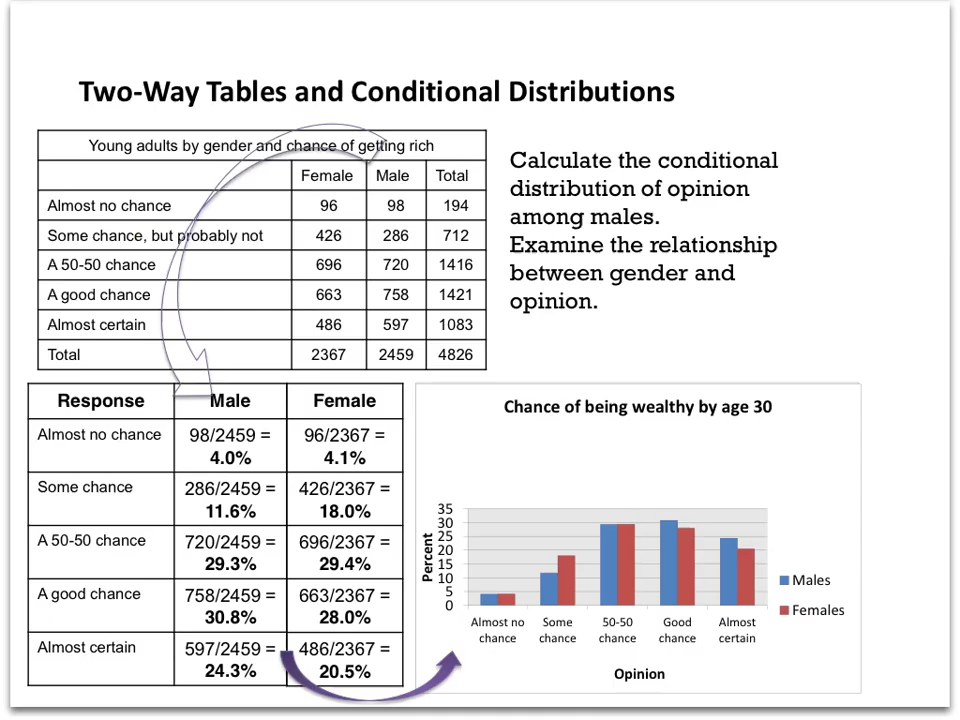 Two-Way Tables and Conditional Distributions
Young adults by gender and chance of getting rich
Female Male Total
Almost no chance 96 98 194
Some chance, but probably not 426 286 712
A 50-50 chance 696 720 1416
A good chance 663 758 1421
Almost certain 486 597 1083
Total 2367 2459 4826
Calculate the conditional
distribution of opinion
among males.
Examine the relationship
between gender and
opinion.
Response Male Female
Almost no chance 98/2459 = 96/2367 =
4.0% 4.1%
Some chance 286/2459 = 426/2367 =
11.6% 18.0%
A 50-50 chance 720/2459 = 696/2367 =
29.3% 29.4%
A good chance 758/2459 = 663/2367 =
30.8% 28.0%
Almost certain 597/2459 = 486/2367 =
24.3% 20.5%
Chance of being wealthy by age 30
Percent
35
30
25
20
15
10
5
0
Almost no Some 50-50 Good Almost
chance chance chance chance certain
Opinion
Males
Females